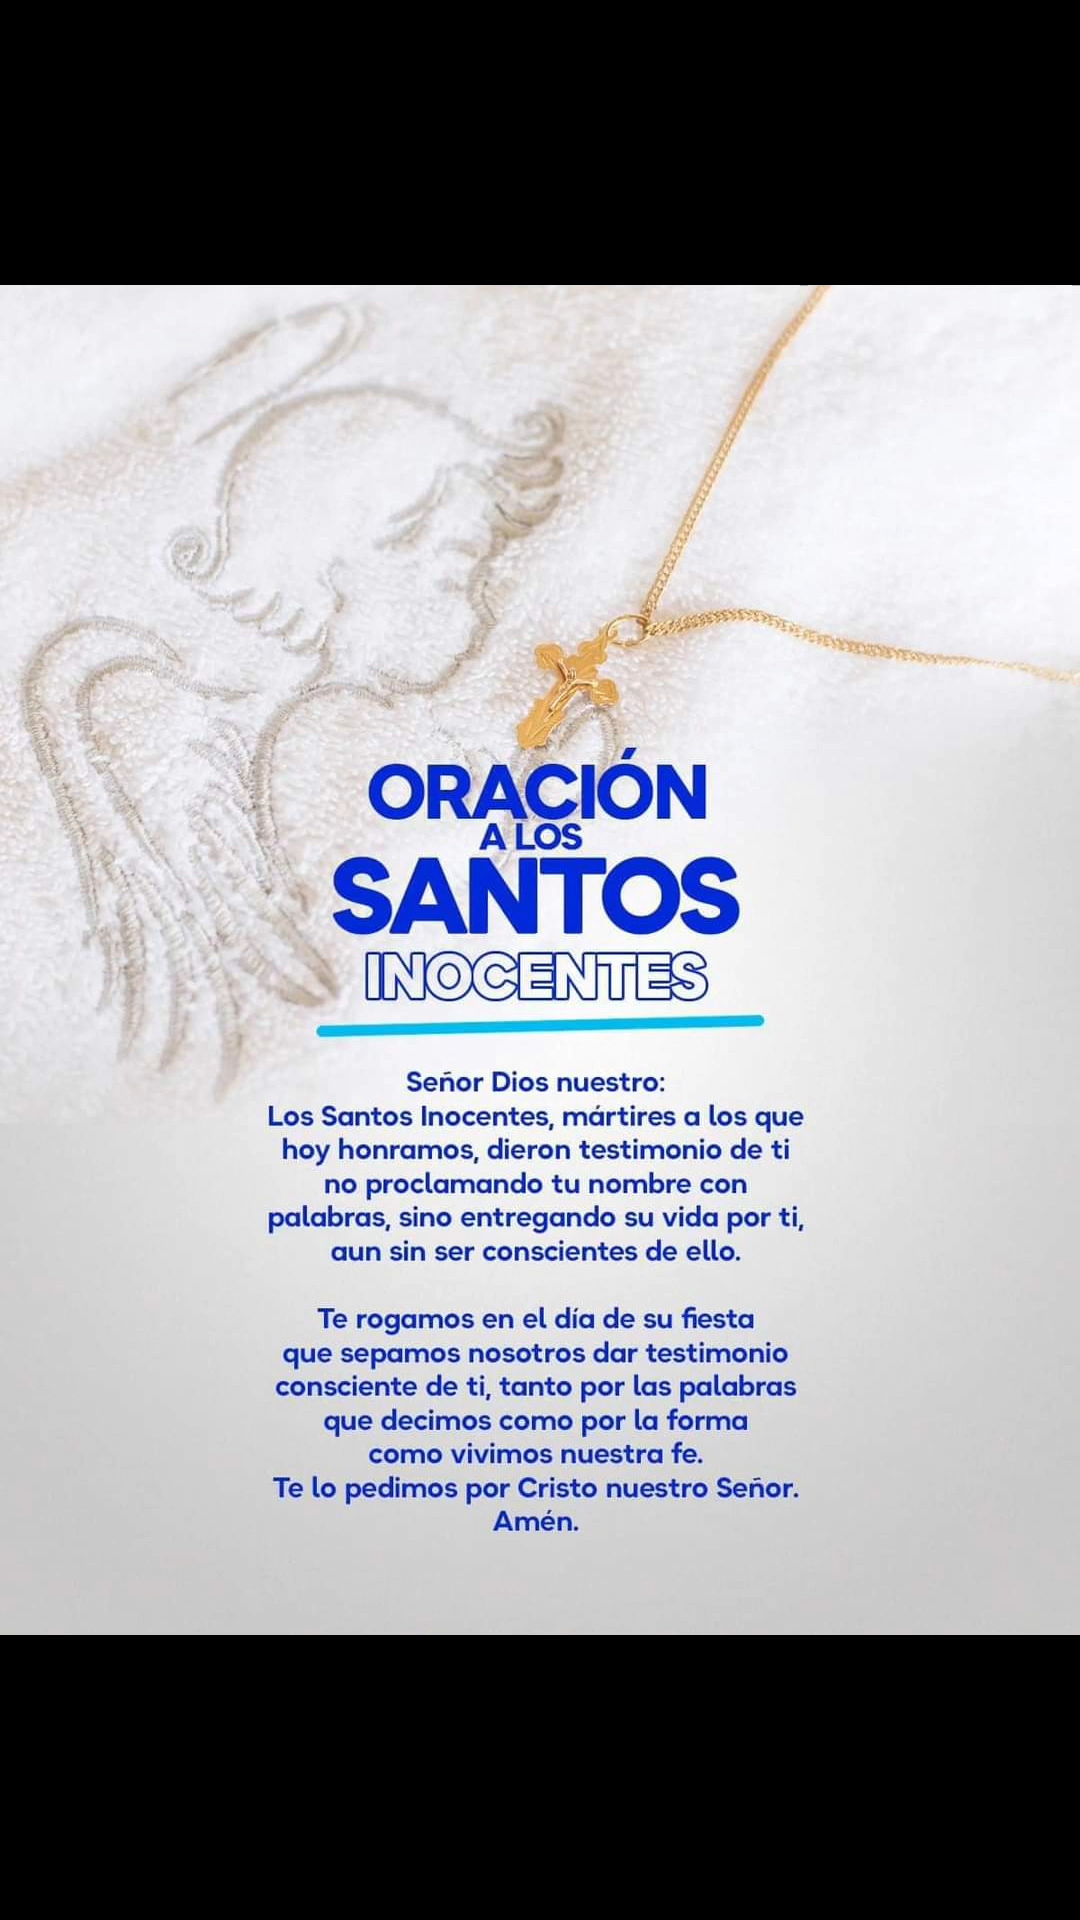 ORACIÓN
A LOS
SANTOS
INOCENTES
Señor Dios nuestro:
Los Santos Inocentes, mártires a los que
hoy honramos, dieron testimonio de ti
no proclamando tu nombre con
palabras, sino entregando su vida por ti,
aun sin ser conscientes de ello.
Te rogamos en el día de su fiesta
que sepamos nosotros dar testimonio
consciente de ti, tanto por las palabras
que decimos como por la forma
como vivimos nuestra fe.
Te lo pedimos por Cristo nuestro Señor.
Amén.